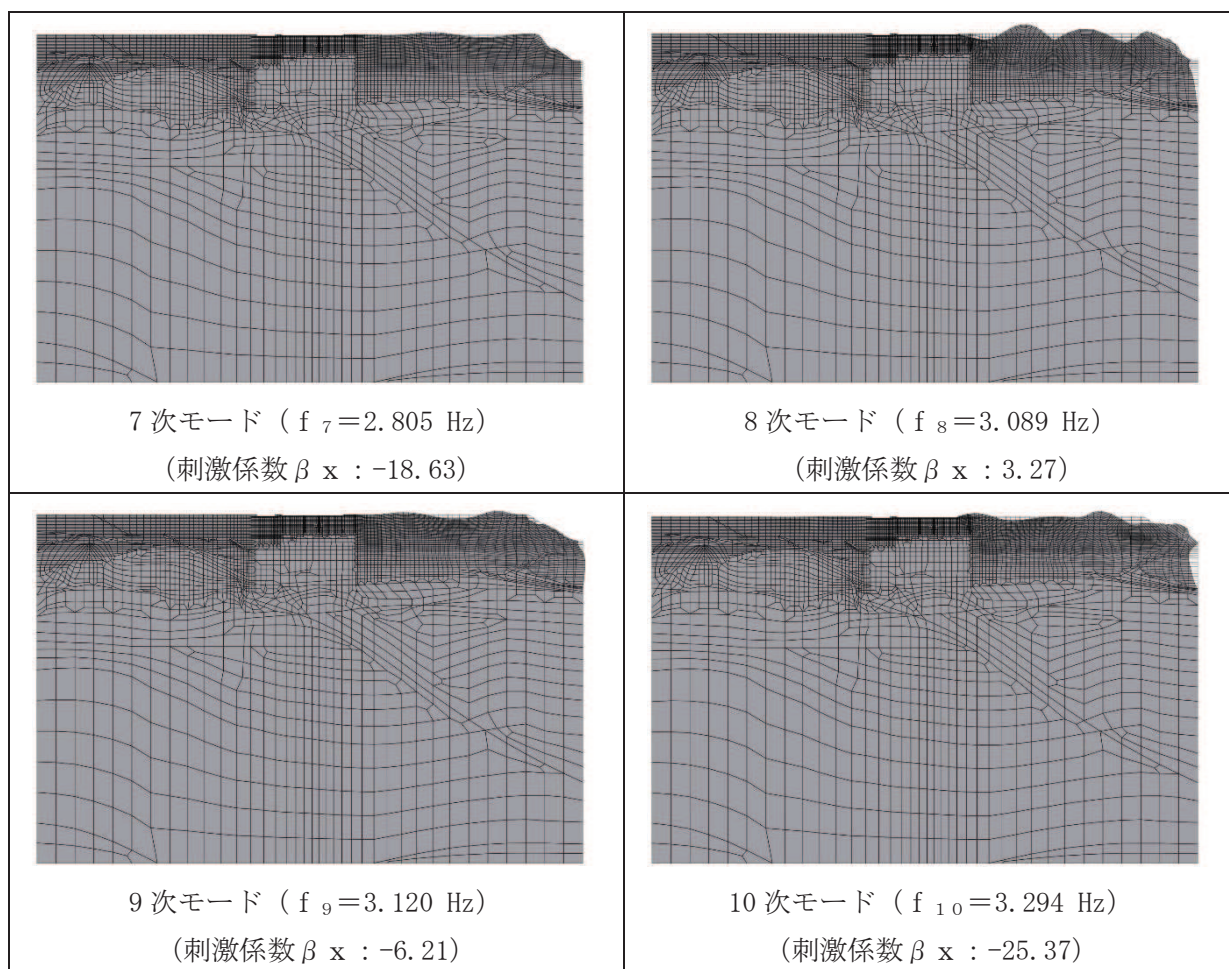 7 次モード（ｆ ₇＝2.805 Hz）
(刺激係数β ｘ：-18.63)
8 次モード（ｆ ₈＝3.089 Hz）
(刺激係数β ｘ：3.27)
9 次モード（ｆ ₉＝3.120 Hz）
(刺激係数β ｘ：-6.21)
10 次モード（ｆ ₁₀＝3.294 Hz）
(刺激係数β ｘ：-25.37)